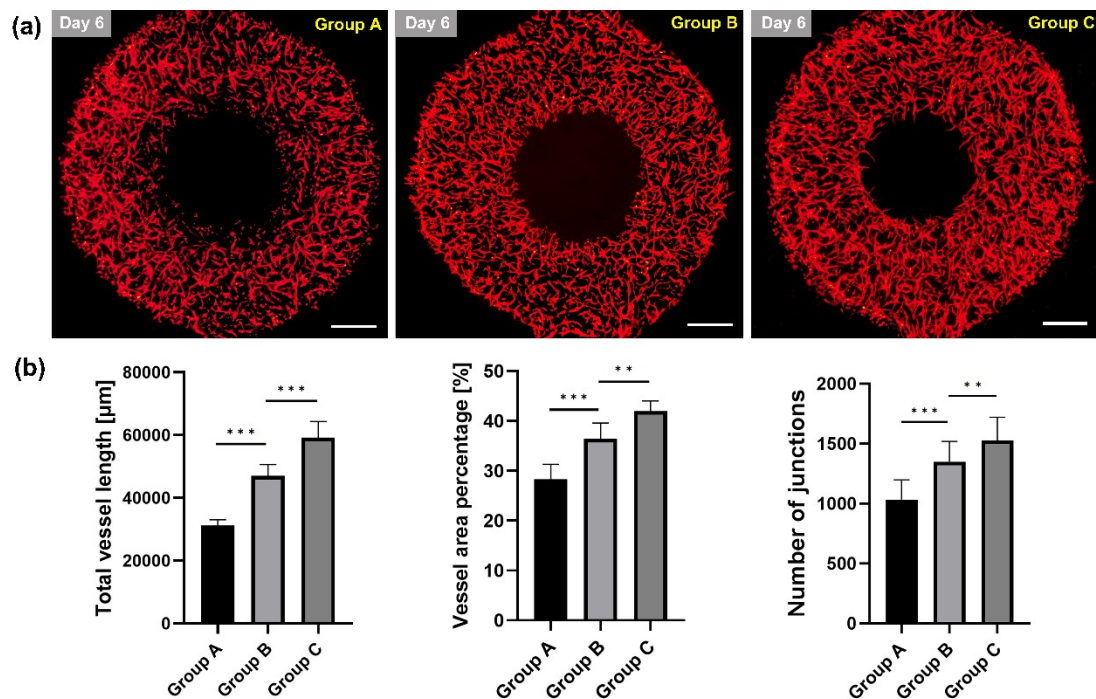 (a)
Day 6
Group A
Day 6
Group B
Day 6
Group C
(b)
Total vessel length [µm]
80000
60000
40000
20000
0
***
***
Group A
Group B
Group C
Vessel area percentage [%]
50
40
30
20
10
0
***
**
Group A
Group B
Group C
Number of junctions
2000
1500
1000
500
0
***
**
Group A
Group B
Group C